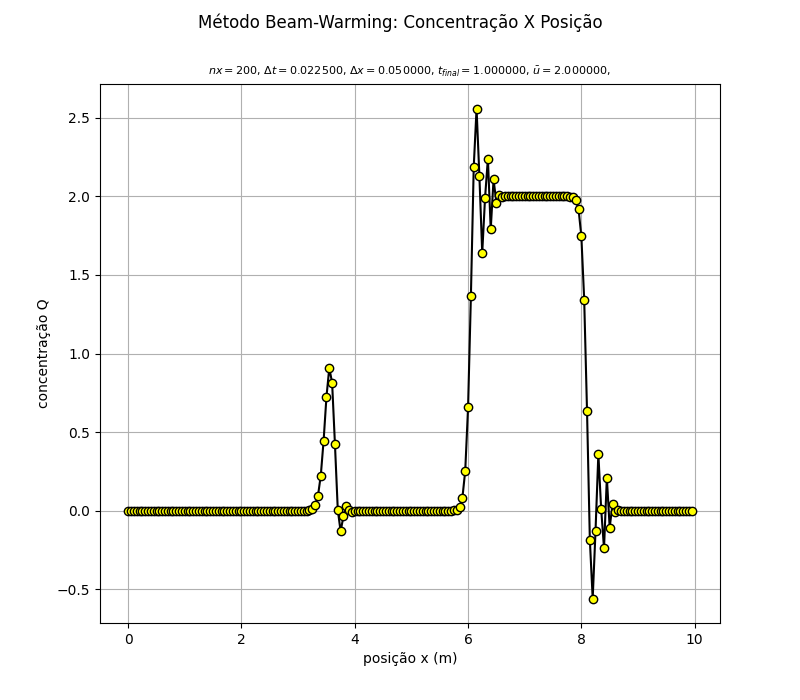 Método Beam-Warming: Concentração X Posição
nx = 200, Δt = 0.022500, Δx = 0.050000, t_final = 1.000000, ū = 2.000000,
2.5
2.0
1.5
1.0
0.5
0.0
−0.5
concentração Q
0 2 4 6 8 10
posição x (m)